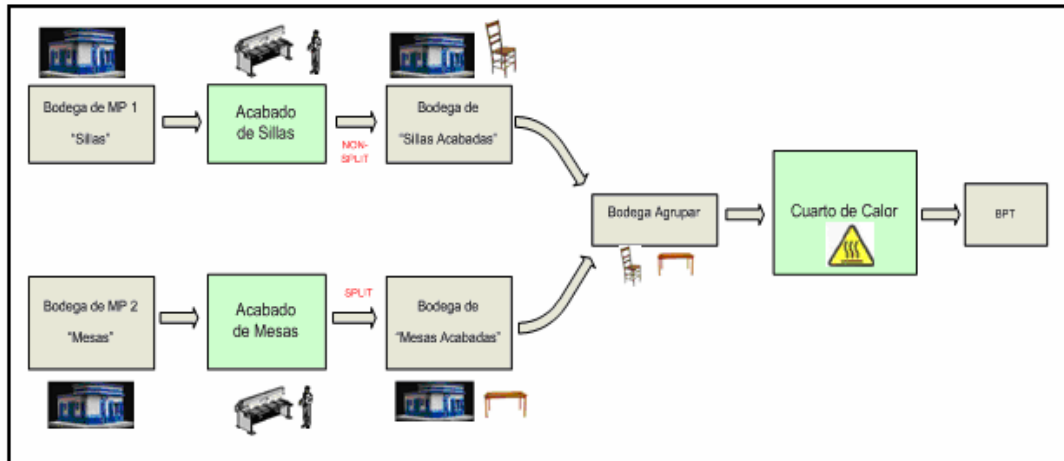 Bodega de MP 1
"Sillas"
Acabado
de Sillas
NON-
SPLIT
Bodega de
"Sillas Acabadas"
Bodega Agrupar
Cuarto de Calor
BPT
Bodega de MP 2
"Mesas"
Acabado
de Mesas
SPLIT
Bodega de
"Mesas Acabadas"